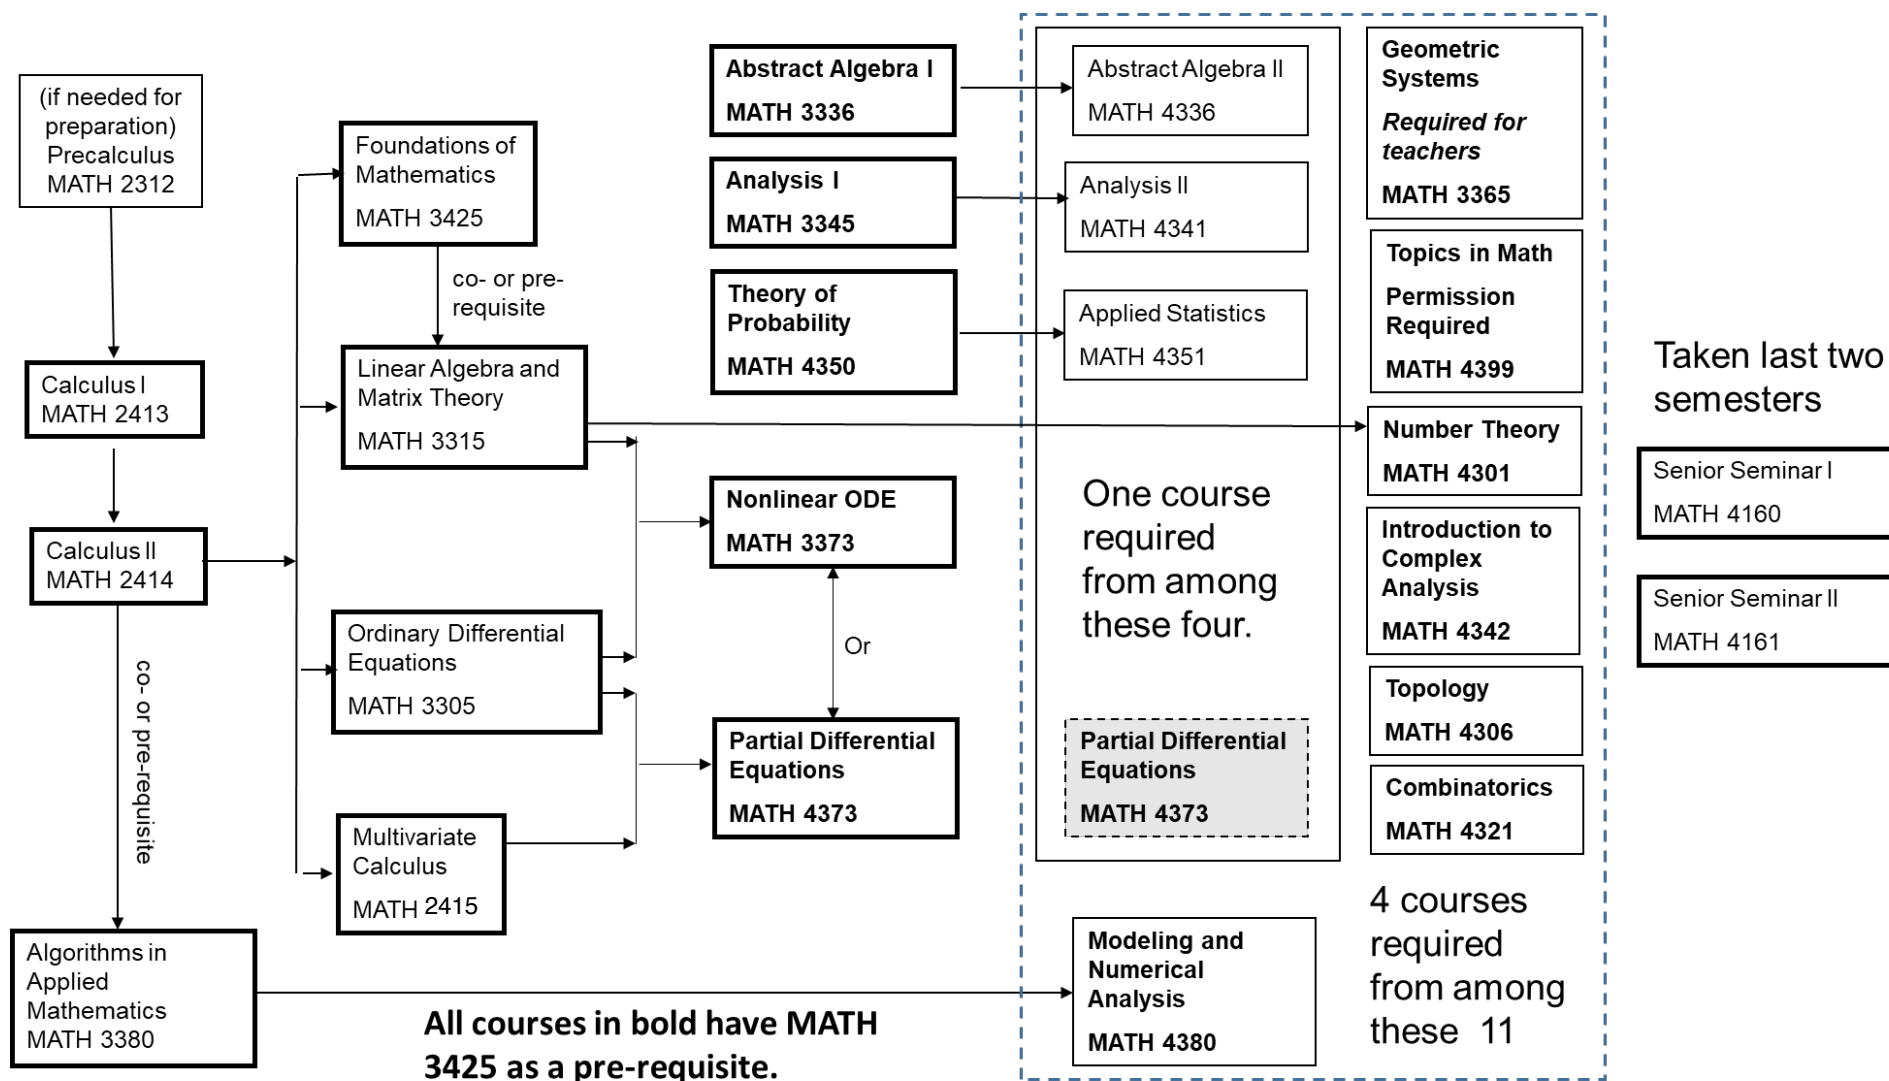 (if needed for
preparation)
Precalculus
MATH 2312
Calculus I
MATH 2413
Calculus II
MATH 2414
co- or pre-requisite
Algorithms in
Applied
Mathematics
MATH 3380
Foundations of
Mathematics
MATH 3425
co- or pre-
requisite
Linear Algebra and
Matrix Theory
MATH 3315
Ordinary Differential
Equations
MATH 3305
Multivariate
Calculus
MATH 2415
Abstract Algebra I
MATH 3336
Analysis I
MATH 3345
Theory of
Probability
MATH 4350
Nonlinear ODE
MATH 3373
Or
Partial Differential
Equations
MATH 4373
All courses in bold have MATH
3425 as a pre-requisite.
Abstract Algebra II
MATH 4336
Analysis II
MATH 4341
Applied Statistics
MATH 4351
One course
required
from among
these four.
Partial Differential
Equations
MATH 4373
Modeling and
Numerical
Analysis
MATH 4380
Geometric
Systems
Required for
teachers
MATH 3365
Topics in Math
Permission
Required
MATH 4399
Number Theory
MATH 4301
Introduction to
Complex
Analysis
MATH 4342
Topology
MATH 4306
Combinatorics
MATH 4321
4 courses
required
from among
these 11
Taken last two
semesters
Senior Seminar I
MATH 4160
Senior Seminar II
MATH 4161